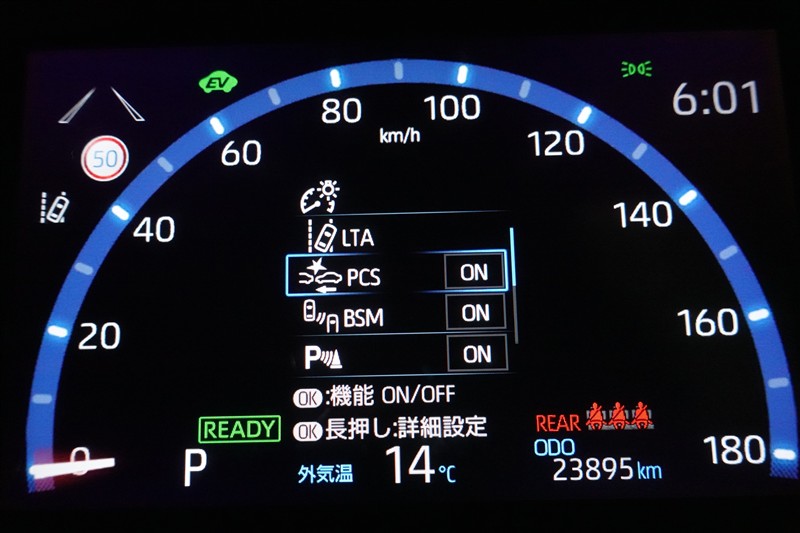 EV
6:01
80
100
km/h
60
120
50
40
140
LTA
PCS ON
20
BSM ON
160
P ON
OK:機能 ON/OFF
READY
OK長押し:詳細設定
REAR
0
P
外気温 14℃
ODO
23895km
180